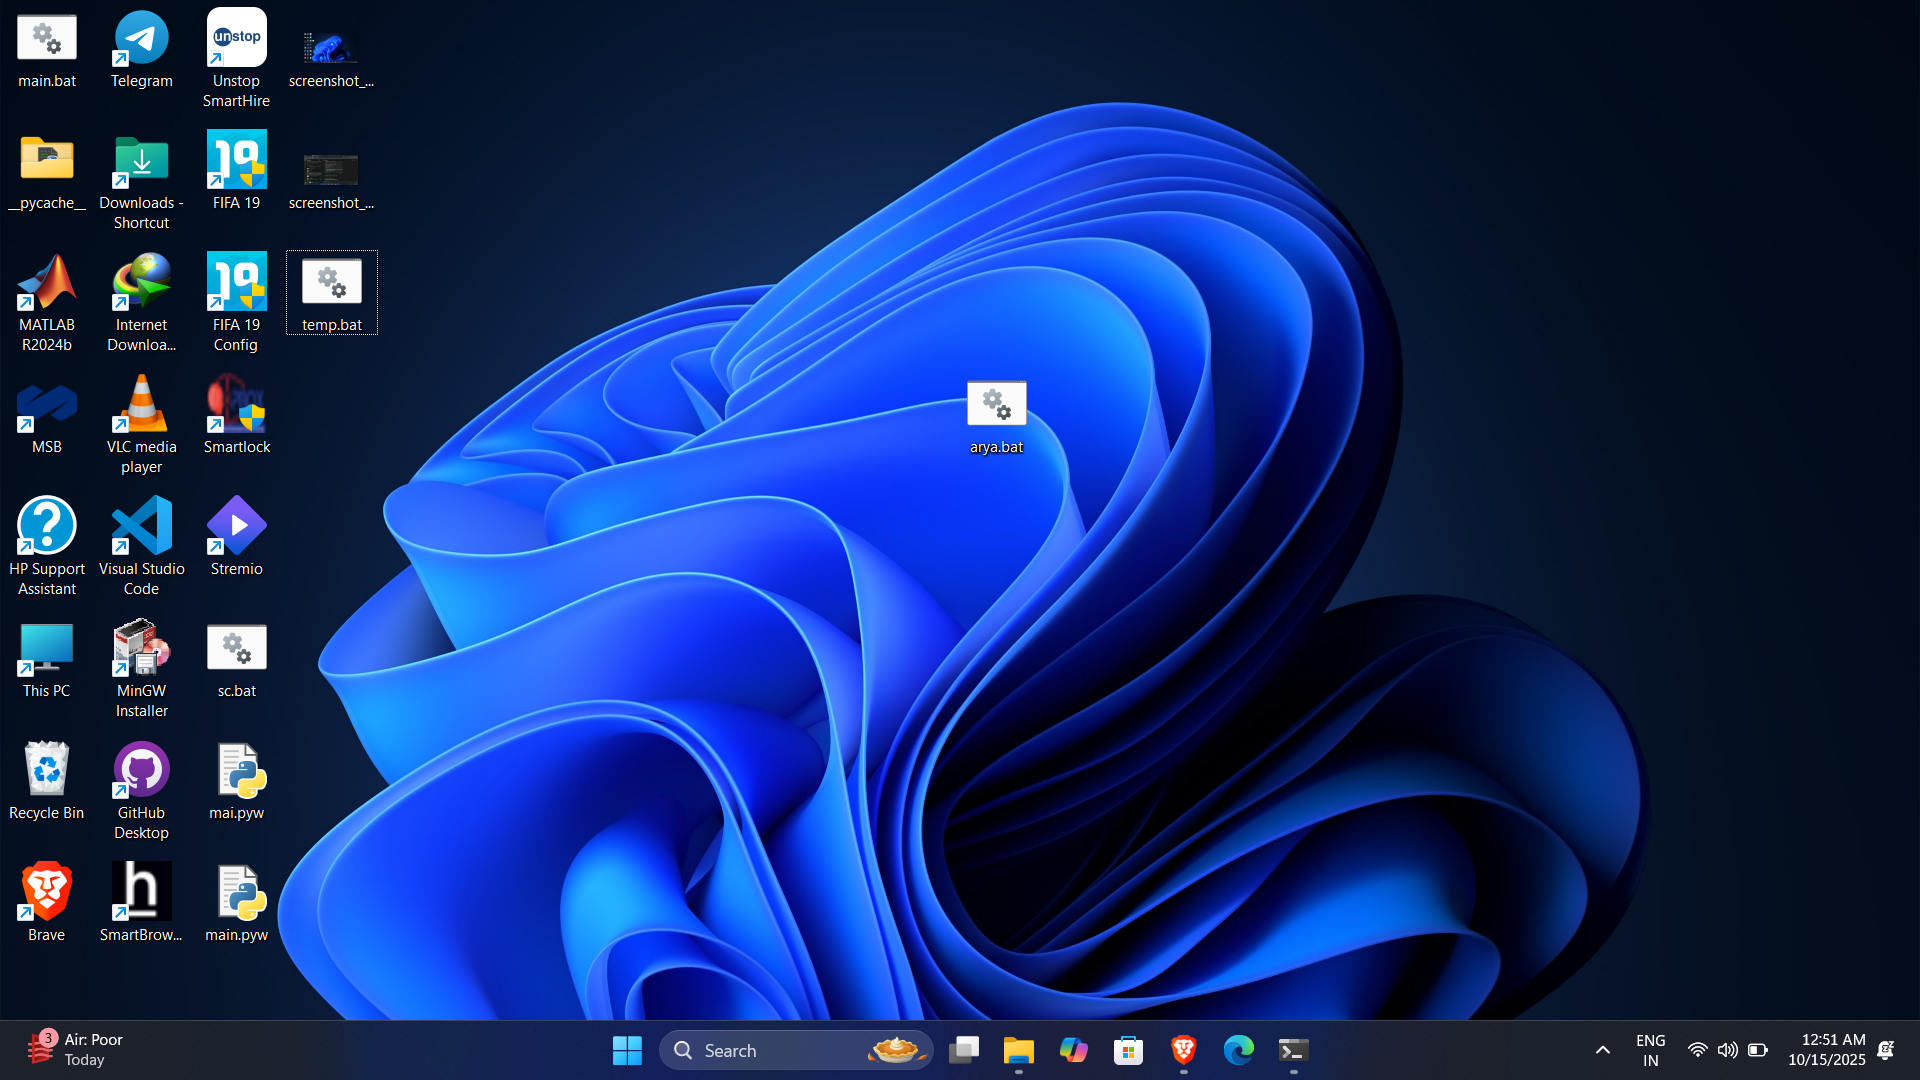 main.bat
Telegram
unstop
Unstop
SmartHire
screenshot_...
__pycache__
Downloads -
Shortcut
19
FIFA 19
screenshot_...
MATLAB
R2024b
Internet
Downloa...
19
FIFA 19
Config
temp.bat
MSB
VLC media
player
Smartlock
arya.bat
HP Support
Assistant
Visual Studio
Code
Stremio
This PC
MinGW
Installer
sc.bat
Recycle Bin
GitHub
Desktop
mai.pyw
Brave
h
SmartBrow...
main.pyw
3
Air: Poor
Today
Search
ENG
IN
12:51 AM
10/15/2025